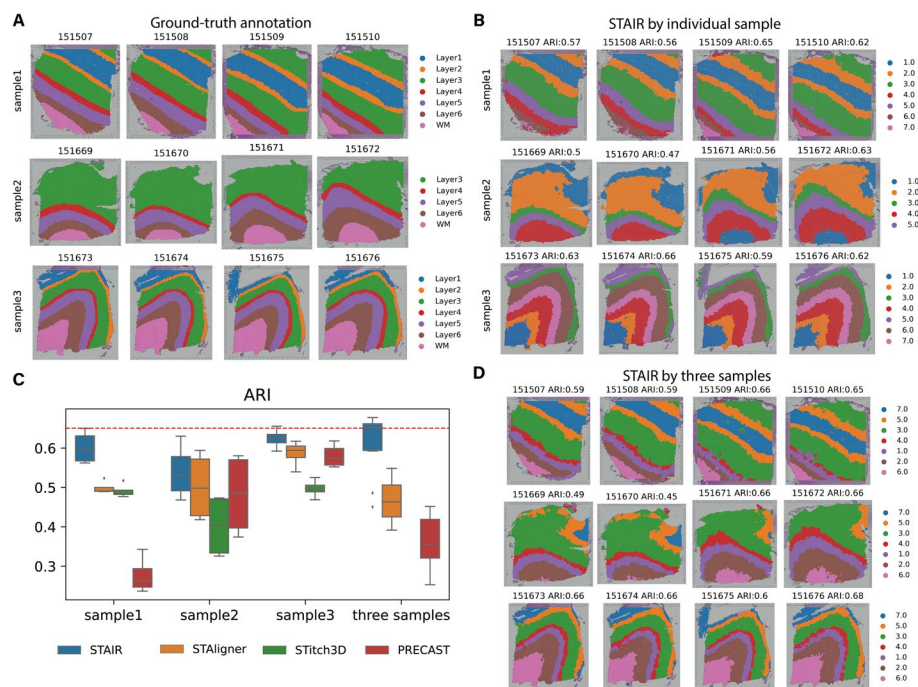 A
Ground-truth annotation
151507 151508 151509 151510
sample1
Layer1
Layer2
Layer3
Layer4
Layer5
Layer6
WM
151669 151670 151671 151672
sample2
Layer3
Layer4
Layer5
Layer6
WM
151673 151674 151675 151676
sample3
Layer1
Layer2
Layer3
Layer4
Layer5
Layer6
WM
B
STAIR by individual sample
151507 ARI:0.57 151508 ARI:0.56 151509 ARI:0.65 151510 ARI:0.62
sample1
1.0
2.0
3.0
4.0
5.0
6.0
7.0
151669 ARI:0.5 151670 ARI:0.47 151671 ARI:0.56 151672 ARI:0.63
sample2
1.0
2.0
3.0
4.0
5.0
151673 ARI:0.63 151674 ARI:0.66 151675 ARI:0.59 151676 ARI:0.62
sample3
1.0
2.0
3.0
4.0
5.0
6.0
7.0
C
ARI
0.6
0.5
0.4
0.3
sample1 sample2 sample3 three samples
STAIR STAligner STitch3D PRECAST
D
STAIR by three samples
151507 ARI:0.59 151508 ARI:0.59 151509 ARI:0.66 151510 ARI:0.65
7.0
5.0
3.0
4.0
1.0
2.0
6.0
151669 ARI:0.49 151670 ARI:0.45 151671 ARI:0.66 151672 ARI:0.66
7.0
5.0
3.0
4.0
1.0
2.0
6.0
151673 ARI:0.66 151674 ARI:0.66 151675 ARI:0.6 151676 ARI:0.68
7.0
5.0
3.0
4.0
1.0
2.0
6.0